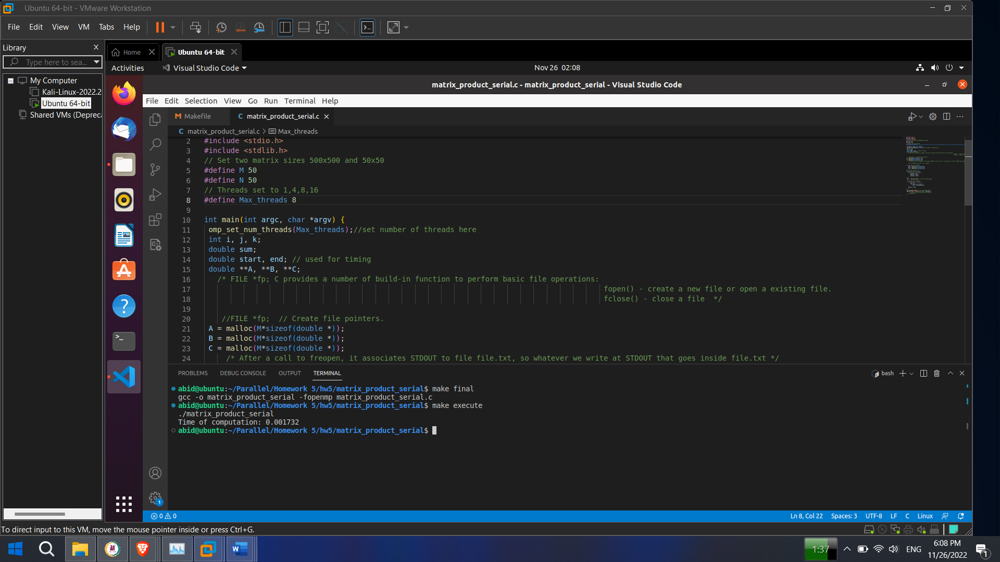 Ubuntu 64-bit - VMware Workstation
File Edit View VM Tabs Help
Library
Type here to sea...
My Computer
Kali-Linux-2022.2
Ubuntu 64-bit
Shared VMs (Depreca
Home
Ubuntu 64-bit
Activities
Visual Studio Code
Nov 26 02:08
matrix_product_serial.c - matrix_product_serial - Visual Studio Code
File Edit Selection View Go Run Terminal Help
M Makefile
C matrix_product_serial.c
C matrix_product_serial.c > Max_threads
2 #include <stdio.h>
3 #include <stdlib.h>
4 // Set two matrix sizes 500x500 and 50x50
5 #define M 50
6 #define N 50
7 // Threads set to 1,4,8,16
8 #define Max_threads 8
9
10 int main(int argc, char *argv) {
11 omp_set_num_threads(Max_threads);//set number of threads here
12 int i, j, k;
13 double sum;
14 double start, end; // used for timing
15 double **A, **B, **C;
16 /* FILE *fp; C provides a number of build-in function to perform basic file operations:
17 fopen() - create a new file or open a existing file.
18 fclose() - close a file */
19
20 //FILE *fp; // Create file pointers.
21 A = malloc(M*sizeof(double *));
22 B = malloc(M*sizeof(double *));
23 C = malloc(M*sizeof(double *));
24 /* After a call to freopen, it associates STDOUT to file file.txt, so whatever we write at STDOUT that goes inside file.txt */
PROBLEMS DEBUG CONSOLE OUTPUT TERMINAL
bash
abid@ubuntu:~/Parallel/Homework 5/hw5/matrix_product_serial$ make final
gcc -o matrix_product_serial -fopenmp matrix_product_serial.c
abid@ubuntu:~/Parallel/Homework 5/hw5/matrix_product_serial$ make execute
./matrix_product_serial
Time of computation: 0.001732
abid@ubuntu:~/Parallel/Homework 5/hw5/matrix_product_serial$
1
0 0
Ln 8, Col 22 Spaces: 3 UTF-8 LF C Linux
To direct input to this VM, move the mouse pointer inside or press Ctrl+G.
1:37
ENG
6:08 PM
11/26/2022
1